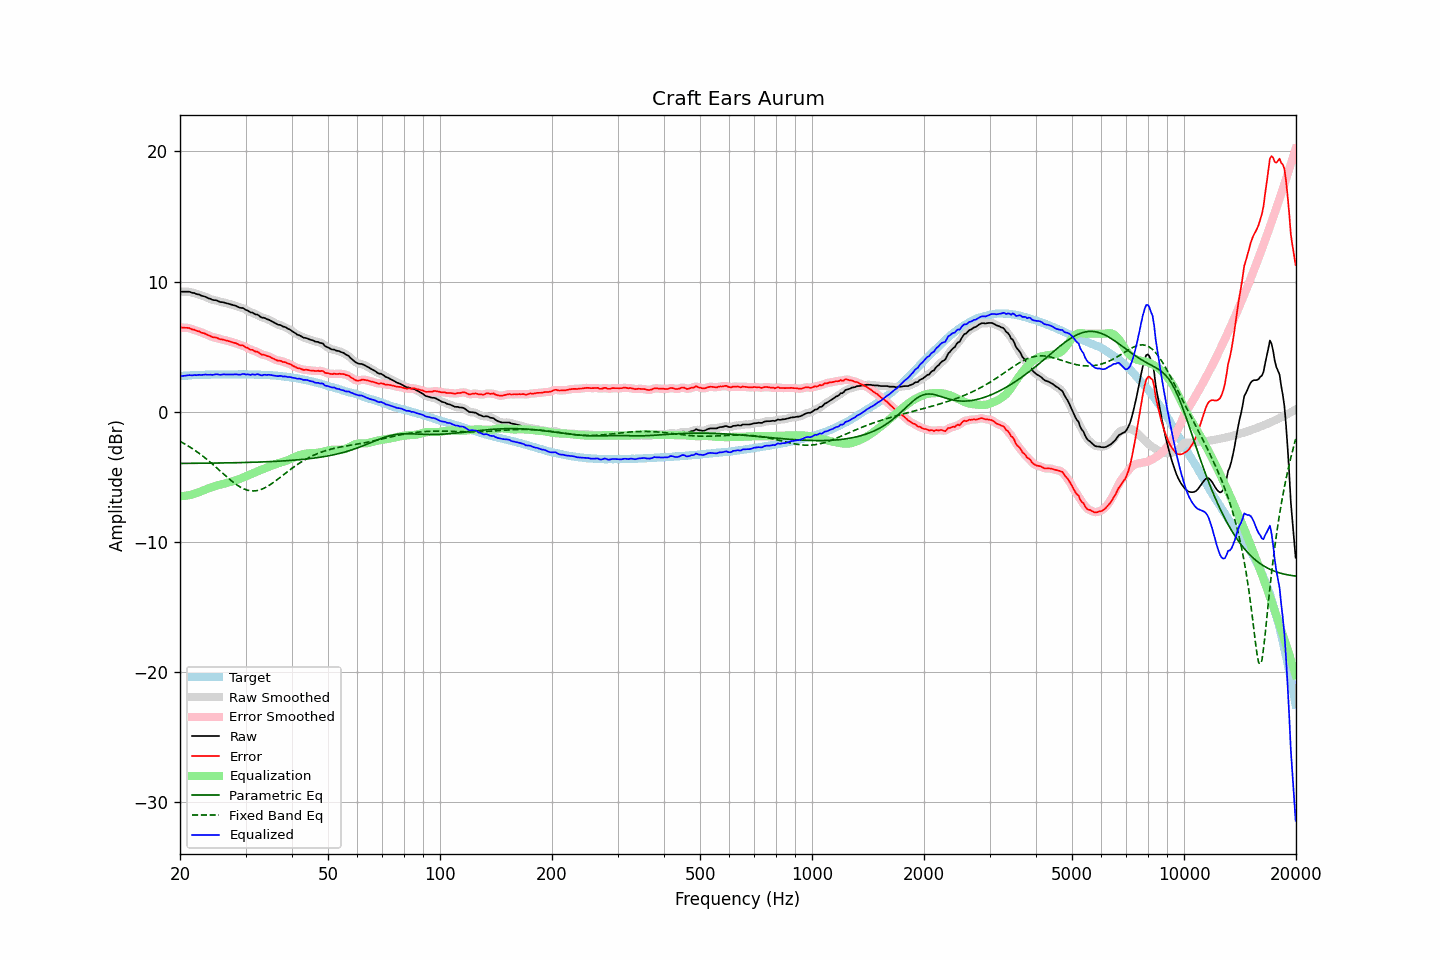 Craft Ears Aurum
20
10
0
−10
−20
−30
Amplitude (dBr)
Target
Raw Smoothed
Error Smoothed
Raw
Error
Equalization
Parametric Eq
Fixed Band Eq
Equalized
20 50 100 200 500 1000 2000 5000 10000 20000
Frequency (Hz)